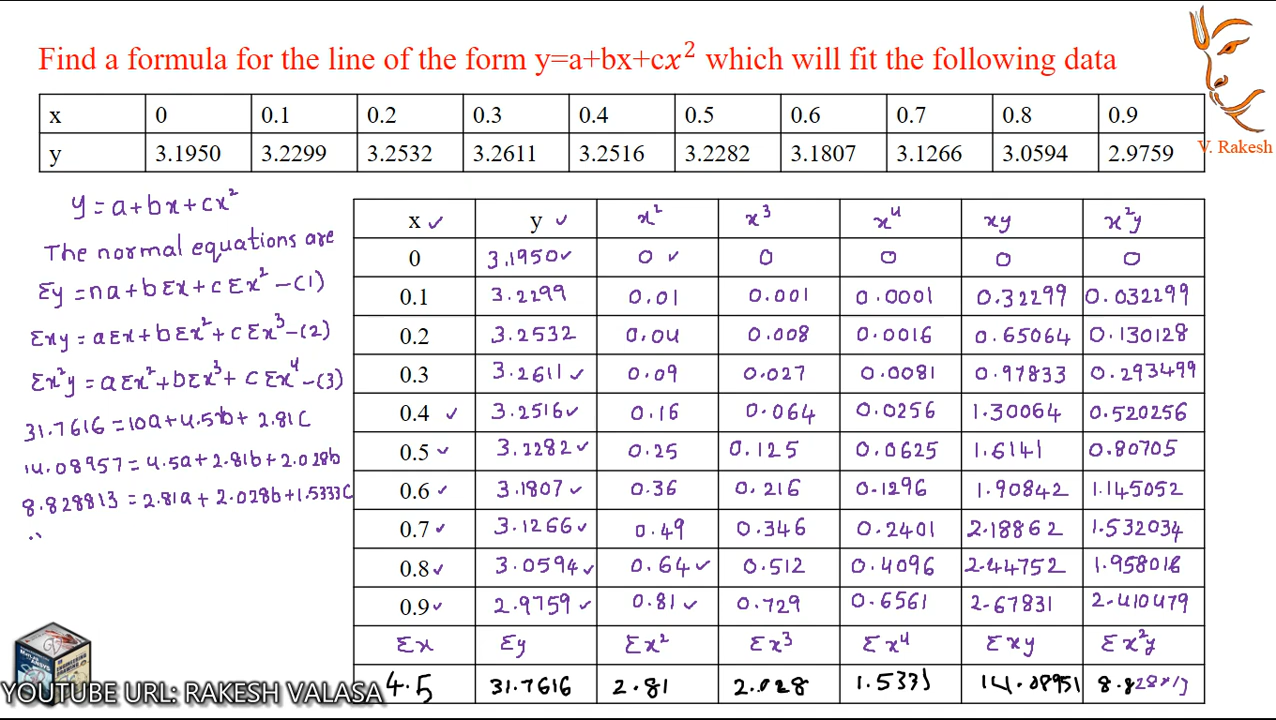 Find a formula for the line of the form y=a+bx+cx² which will fit the following data
V. Rakesh
x 0 0.1 0.2 0.3 0.4 0.5 0.6 0.7 0.8 0.9
y 3.1950 3.2299 3.2532 3.2611 3.2516 3.2282 3.1807 3.1266 3.0594 2.9759
y = a+bx+cx²
The normal equations are
Σy = na+bΣx+cΣx² -(1)
Σxy = aΣx+bΣx²+cΣx³-(2)
Σx²y = aΣx²+bΣx³+cΣx⁴-(3)
31.7616 = 10a+4.5b+2.81c
14.08957 = 4.5a+2.81b+2.028b
8.828813 = 2.81a+2.028b+1.5333c
x ✓ y ✓ x² x³ x⁴ xy x²y
0 3.1950✓ 0 ✓ 0 0 0 0
0.1 3.2299 0.01 0.001 0.0001 0.32299 0.032299
0.2 3.2532 0.04 0.008 0.0016 0.65064 0.130128
0.3 3.2611✓ 0.09 0.027 0.0081 0.97833 0.293499
0.4 ✓ 3.2516✓ 0.16 0.064 0.0256 1.30064 0.520256
0.5✓ 3.2282✓ 0.25 0.125 0.0625 1.6141 0.80705
0.6✓ 3.1807✓ 0.36 0.216 0.1296 1.90842 1.145052
0.7✓ 3.1266✓ 0.49 0.346 0.2401 2.18862 1.532034
0.8✓ 3.0594✓ 0.64✓ 0.512 0.4096 2.44752 1.958016
0.9✓ 2.9759✓ 0.81✓ 0.729 0.6561 2.67831 2.410479
Σx Σy Σx² Σx³ Σx⁴ Σxy Σx²y
4.5 31.7616 2.81 2.028 1.5333 14.08951
YOUTUBE URL: RAKESH VALASA